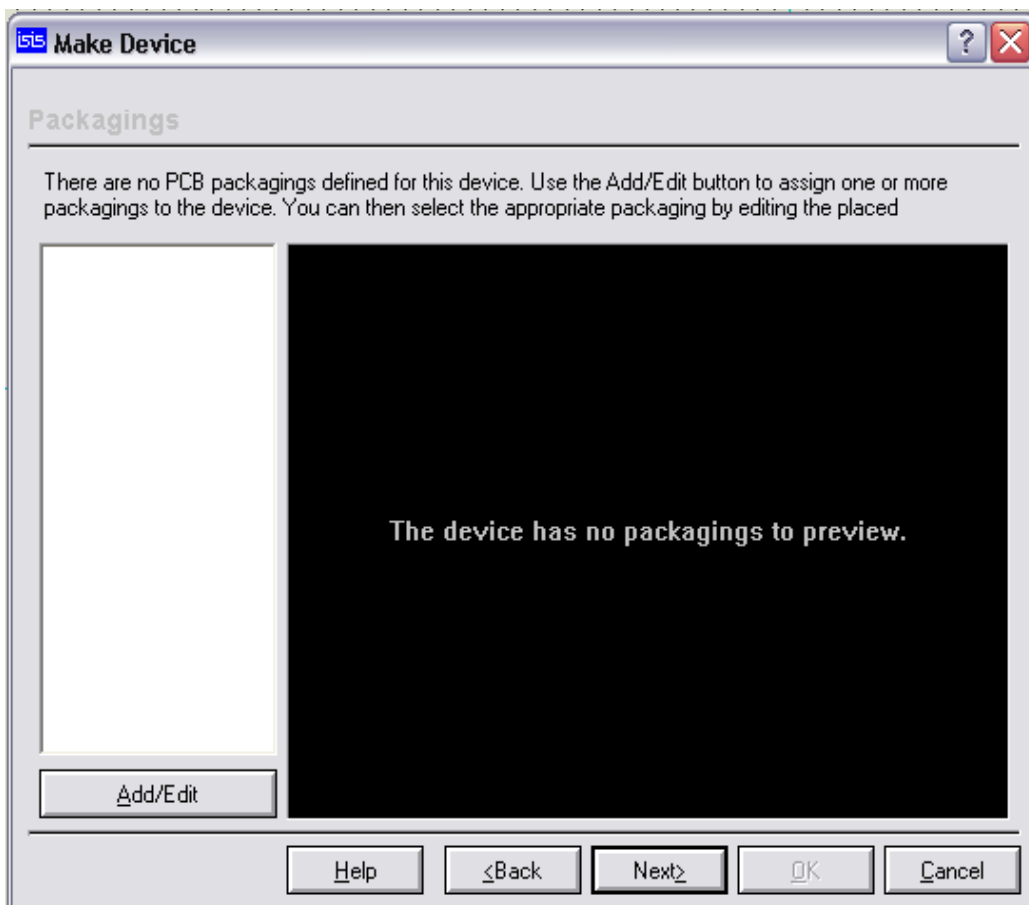 isis Make Device
Packagings
There are no PCB packagings defined for this device. Use the Add/Edit button to assign one or more
packagings to the device. You can then select the appropriate packaging by editing the placed
The device has no packagings to preview.
Add/Edit
Help <Back Next> OK Cancel